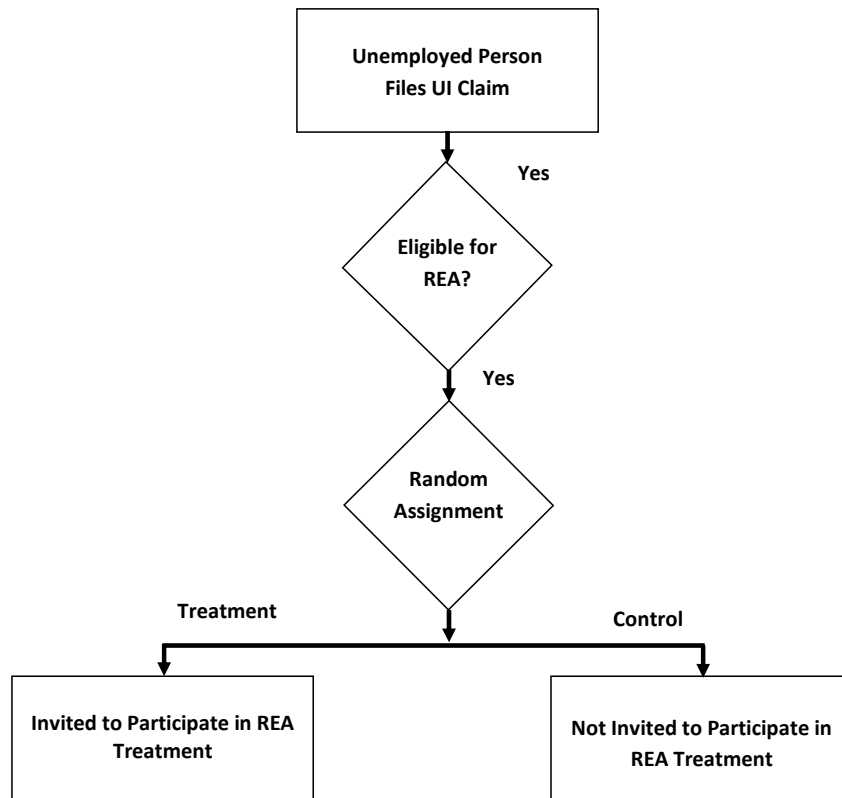 Unemployed Person
Files UI Claim
Yes
Eligible for
REA?
Yes
Random
Assignment
Treatment
Control
Invited to Participate in REA
Treatment
Not Invited to Participate in
REA Treatment